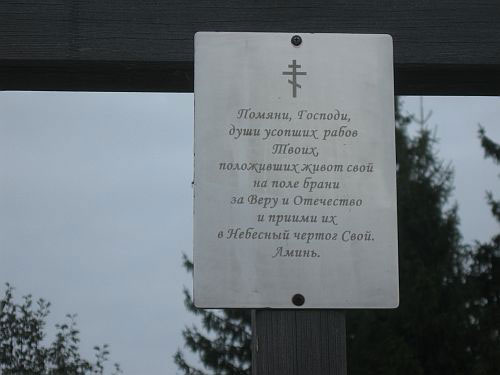 Помяни, Господи,
души усопших рабов
Твоих,
положивших живот свой
на поле брани
за Веру и Отечество
и приими их
в Небесный чертог Свой.
Аминь.